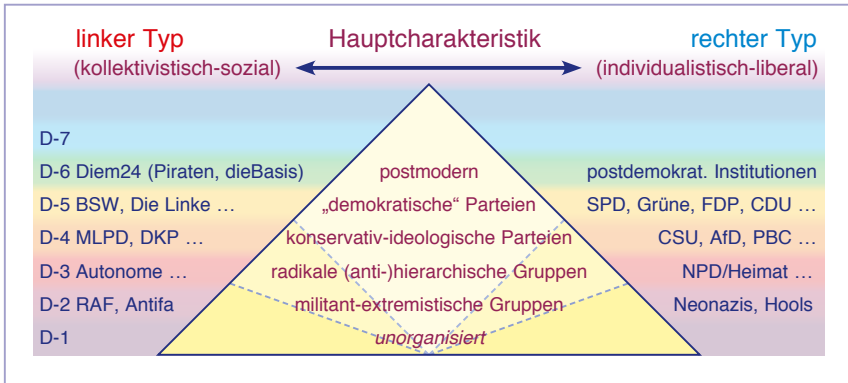 linker Typ Hauptcharakteristik rechter Typ
(kollektivistisch-sozial) (individualistisch-liberal)
D-7
D-6 Diem24 (Piraten, dieBasis) postmodern postdemokrat. Institutionen
D-5 BSW, Die Linke … „demokratische“ Parteien SPD, Grüne, FDP, CDU …
D-4 MLPD, DKP … konservativ-ideologische Parteien CSU, AfD, PBC …
D-3 Autonome … radikale (anti-)hierarchische Gruppen NPD/Heimat …
D-2 RAF, Antifa militant-extremistische Gruppen Neonazis, Hools
D-1 unorganisiert